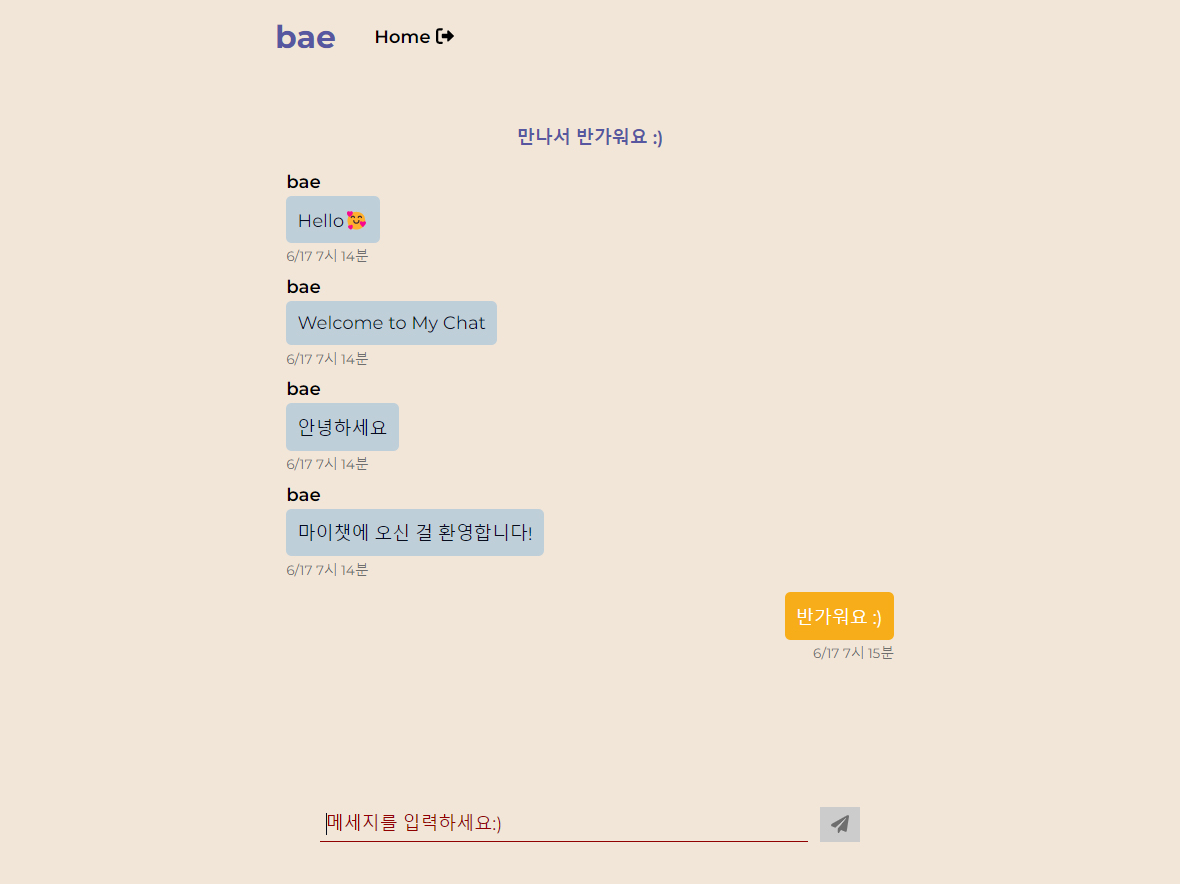 bae
Home
만나서 반가워요 :)
bae
Hello🥰
6/17 7시 14분
bae
Welcome to My Chat
6/17 7시 14분
bae
안녕하세요
6/17 7시 14분
bae
마이챗에 오신 걸 환영합니다!
6/17 7시 14분
반가워요 :)
6/17 7시 15분
메세지를 입력하세요:)